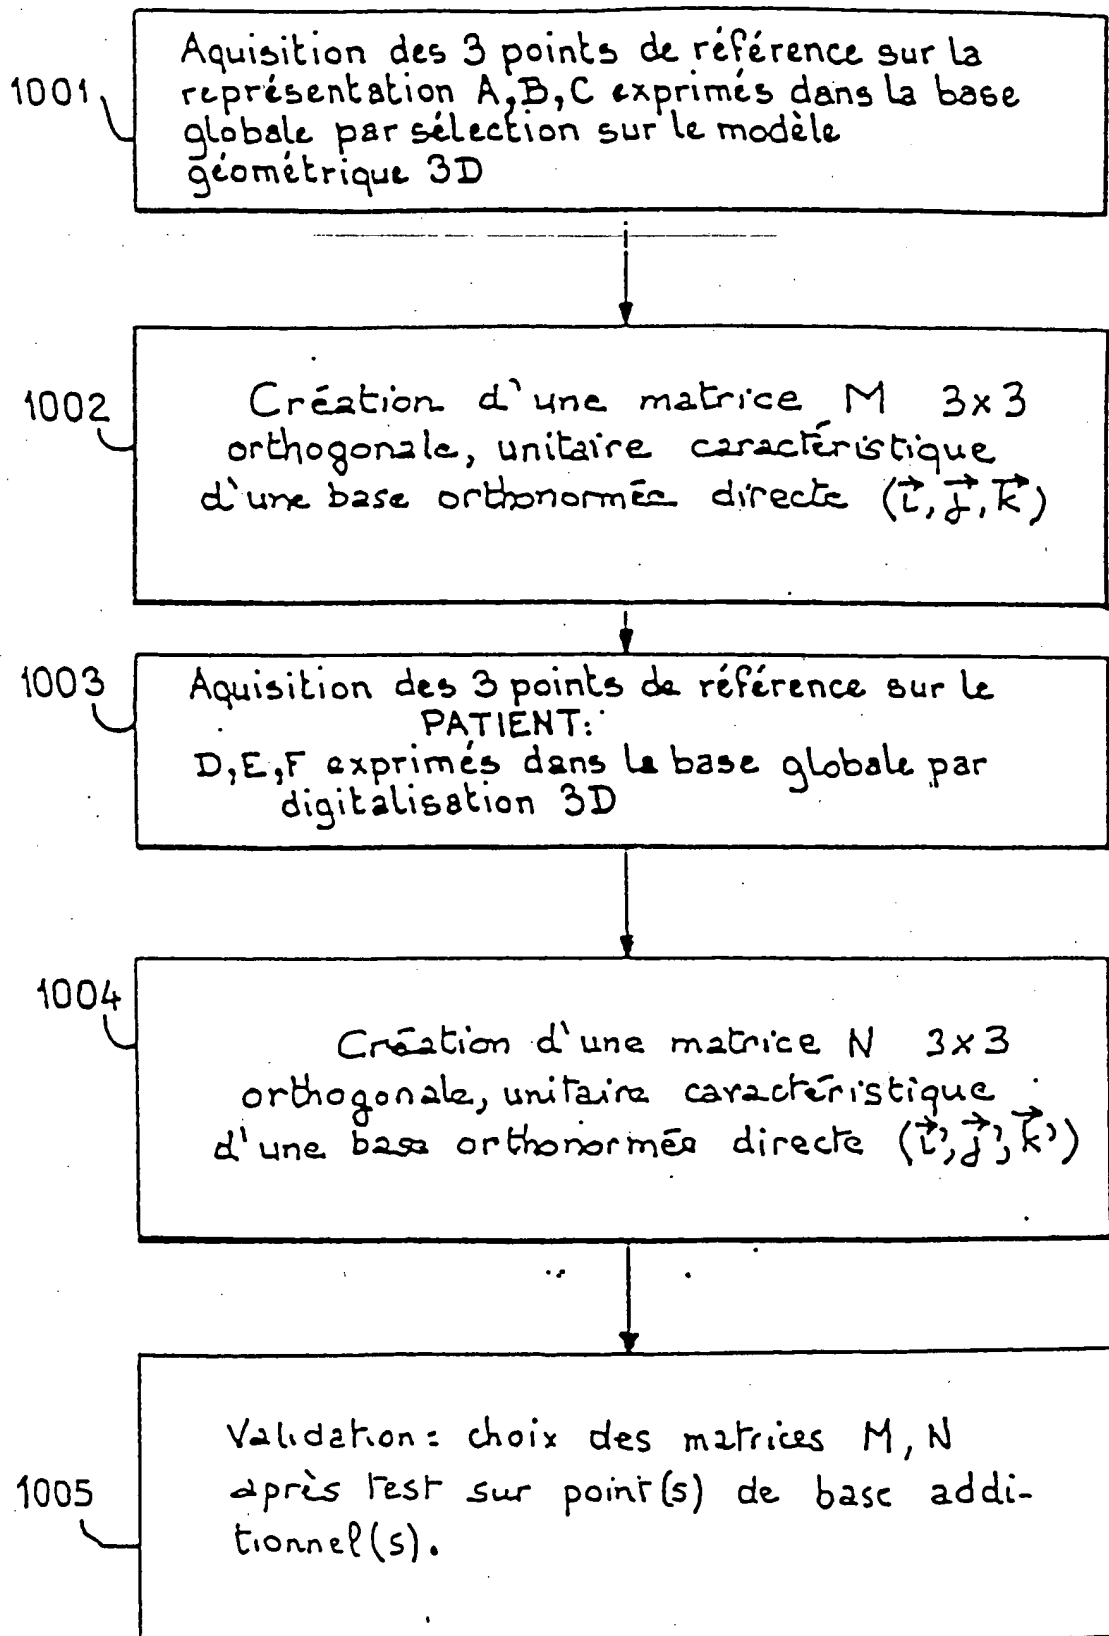 1001
Aquisition des 3 points de référence sur la
représentation A,B,C exprimés dans la base
globale par sélection sur le modèle
géométrique 3D
1002
Création d'une matrice M 3x3
orthogonale, unitaire caractéristique
d'une base orthonormée directe (i⃗, j⃗, k⃗)
1003
Aquisition des 3 points de référence sur le
PATIENT:
D,E,F exprimés dans la base globale par
digitalisation 3D
1004
Création d'une matrice N 3x3
orthogonale, unitaire caractéristique
d'une base orthonormée directe (i⃗', j⃗', k⃗')
1005
Validation: choix des matrices M, N
après test sur point(s) de base addi-
tionnel(s).